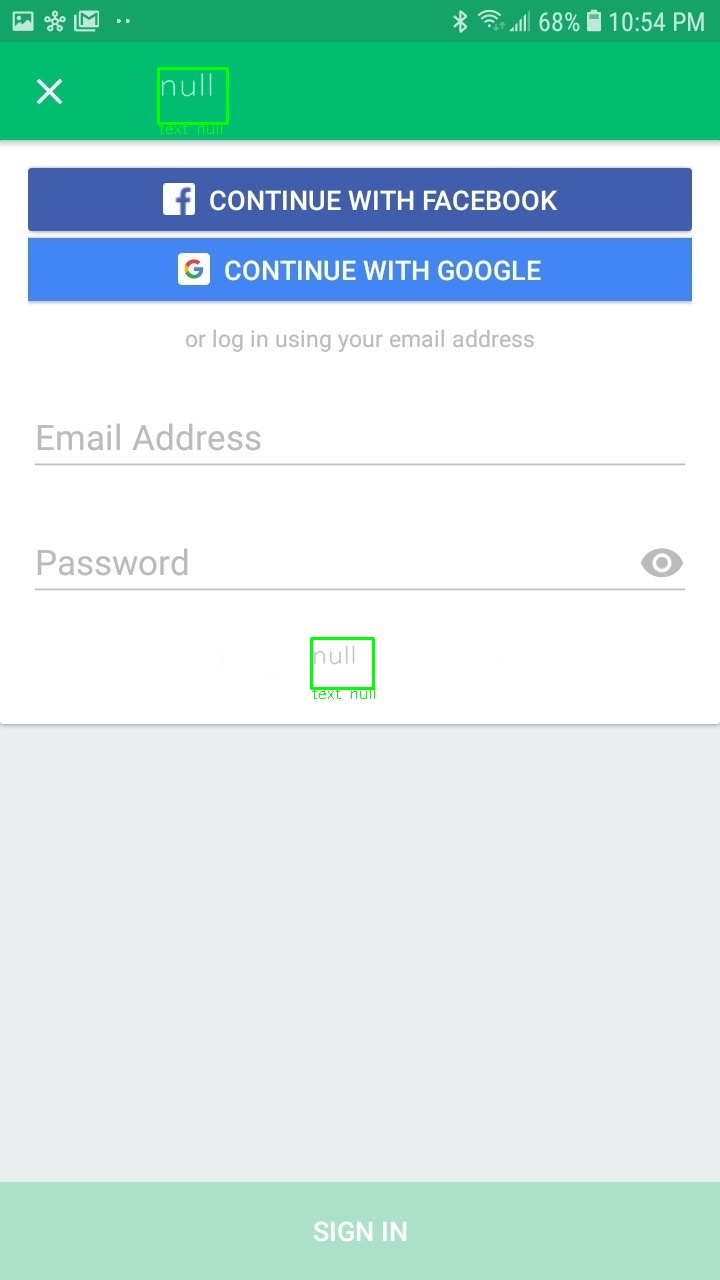 68% 10:54 PM
null
text null
CONTINUE WITH FACEBOOK
CONTINUE WITH GOOGLE
or log in using your email address
Email Address
Password
null
text null
SIGN IN